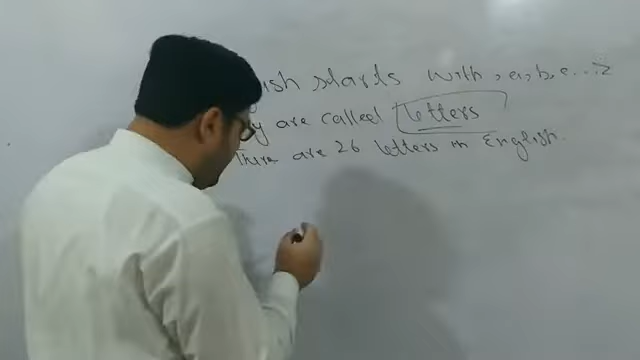 ish starts with, a, b, c...z
y are called letters
There are 26 letters in English.